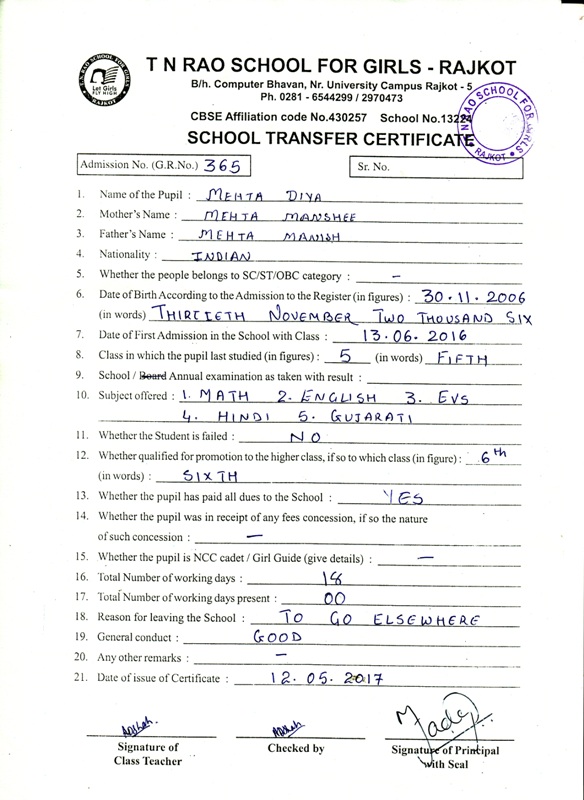 T N RAO SCHOOL FOR GIRLS - RAJKOT
B/h. Computer Bhavan, Nr. University Campus Rajkot - 5
Ph. 0281 - 6544299 / 2970473
CBSE Affiliation code No.430257 School No.13224
SCHOOL TRANSFER CERTIFICATE
T.N. RAO SCHOOL FOR GIRLS
Let Girls
FLY HIGH
RAJKOT
T.N. RAO SCHOOL FOR GIRLS
RAJKOT
Admission No. (G.R.No.) 365 Sr. No.
1. Name of the Pupil : MEHTA DIYA
2. Mother's Name : MEHTA MANSHEE
3. Father's Name : MEHTA MANISH
4. Nationality : INDIAN
5. Whether the people belongs to SC/ST/OBC category : –
6. Date of Birth According to the Admission to the Register (in figures) : 30.11.2006
(in words) THIRTIETH NOVEMBER TWO THOUSAND SIX
7. Date of First Admission in the School with Class : 13.06.2016
8. Class in which the pupil last studied (in figures) : 5 (in words) FIFTH
9. School / Board Annual examination as taken with result :
10. Subject offered : 1. MATH 2. ENGLISH 3. EVS
4. HINDI 5. GUJARATI
11. Whether the Student is failed : NO
12. Whether qualified for promotion to the higher class, if so to which class (in figure) : 6th
(in words) : SIXTH
13. Whether the pupil has paid all dues to the School : YES
14. Whether the pupil was in receipt of any fees concession, if so the nature
of such concession : –
15. Whether the pupil is NCC cadet / Girl Guide (give details) : –
16. Total Number of working days : 18
17. Total Number of working days present : 00
18. Reason for leaving the School : TO GO ELSEWHERE
19. General conduct : GOOD
20. Any other remarks : –
21. Date of issue of Certificate : 12.05.2017
Signature of Class Teacher
Checked by
Signature of Principal
with Seal